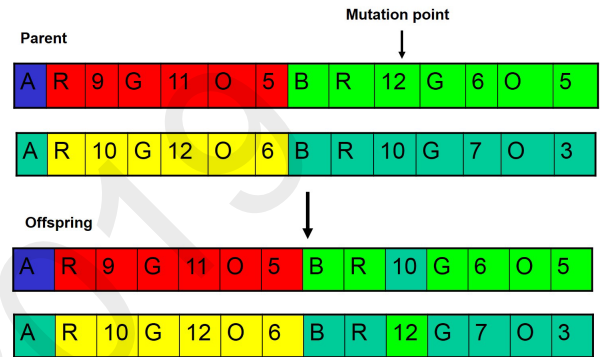 Mutation point
Parent
A R 9 G 11 O 5 B R 12 G 6 O 5
A R 10 G 12 O 6 B R 10 G 7 O 3
Offspring
A R 9 G 11 O 5 B R 10 G 6 O 5
A R 10 G 12 O 6 B R 12 G 7 O 3